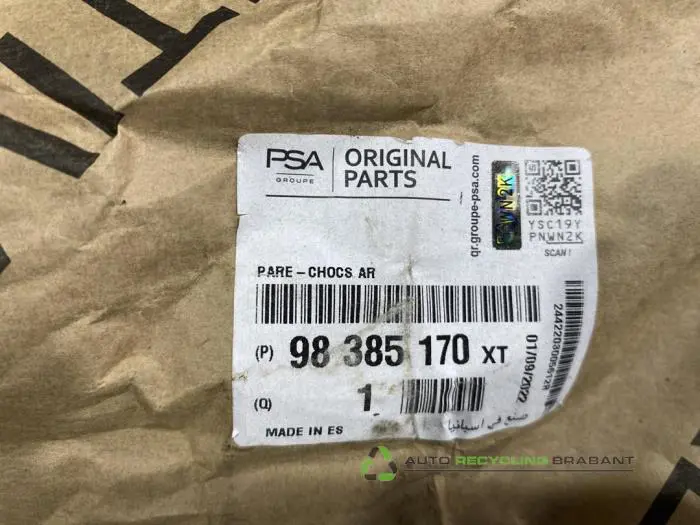 PSA
GROUPE
ORIGINAL
PARTS
qr.groupe-psa.com
YSC19Y
PNWN2K
SCAN!
PARE-CHOCS AR
(P) 98 385 170 XT
(Q) 1
MADE IN ES
صنع في اسبانيا
01/09/2022
AUTO RECYCLING BRABANT